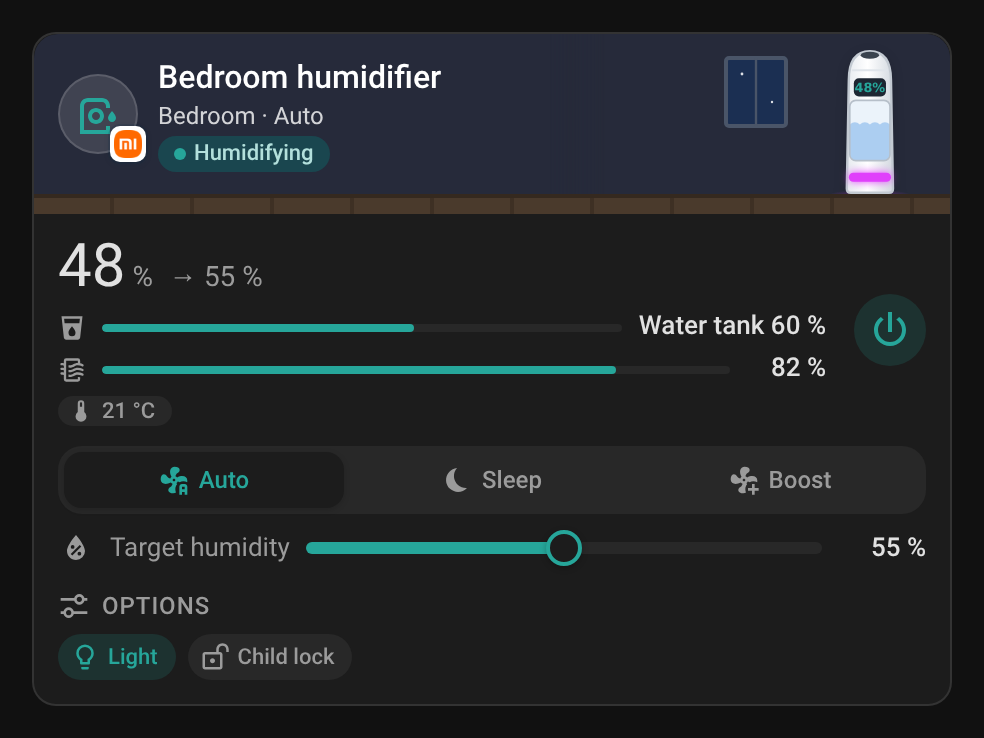 Bedroom humidifier
Bedroom · Auto
Humidifying
mi
48%
48 % → 55 %
Water tank 60 %
82 %
21 °C
Auto
Sleep
Boost
Target humidity
55 %
OPTIONS
Light
Child lock